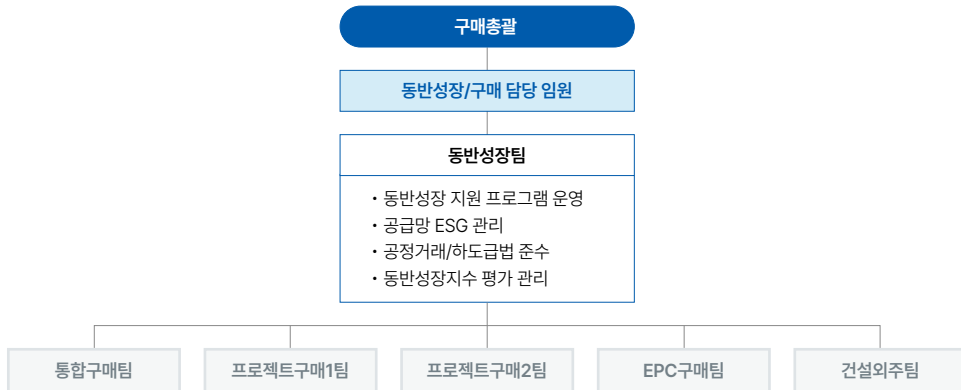 구매총괄
동반성장/구매 담당 임원
동반성장팀
• 동반성장 지원 프로그램 운영
• 공급망 ESG 관리
• 공정거래/하도급법 준수
• 동반성장지수 평가 관리
통합구매팀
프로젝트구매1팀
프로젝트구매2팀
EPC구매팀
건설외주팀